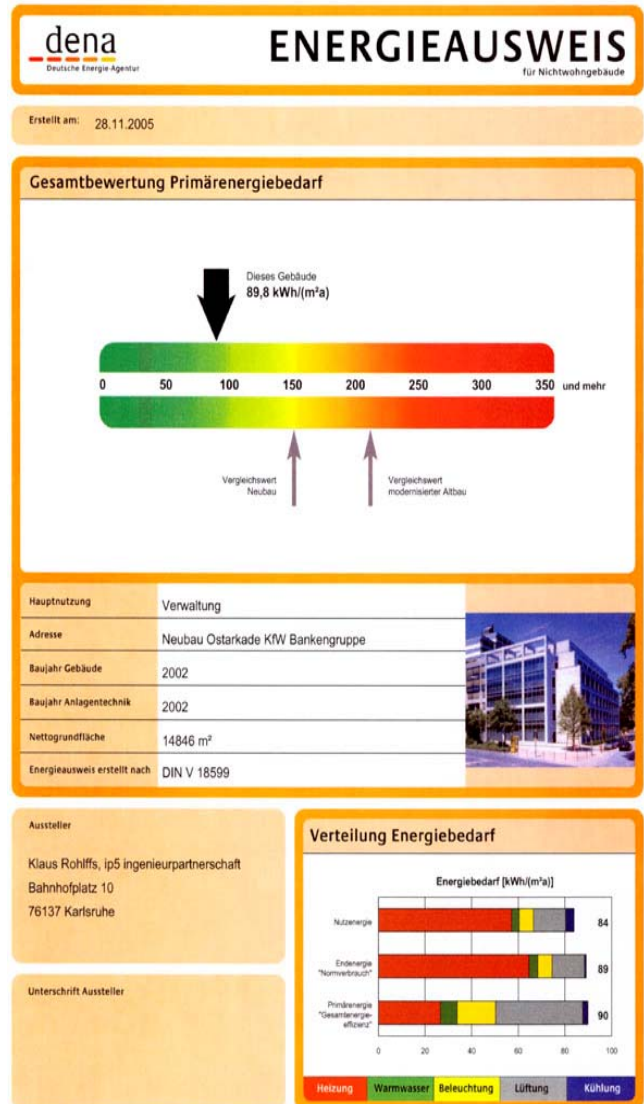 dena
Deutsche Energie-Agentur
ENERGIEAUSWEIS
für Nichtwohngebäude
Erstellt am: 28.11.2005
Gesamtbewertung Primärenergiebedarf
Dieses Gebäude
89,8 kWh/(m²a)
0 50 100 150 200 250 300 350 und mehr
Vergleichswert
Neubau
Vergleichswert
modernisierter Altbau
Hauptnutzung Verwaltung
Adresse Neubau Ostarkade KfW Bankengruppe
Baujahr Gebäude 2002
Baujahr Anlagentechnik 2002
Nettogrundfläche 14846 m²
Energieausweis erstellt nach DIN V 18599
Aussteller
Klaus Rohlffs, ip5 ingenieurpartnerschaft
Bahnhofplatz 10
76137 Karlsruhe
Unterschrift Aussteller
Verteilung Energiebedarf
Energiebedarf [kWh/(m²a)]
Nutzenergie 84
Endenergie
"Normverbrauch" 89
Primärenergie
"Gesamtenergie-
effizienz" 90
0 20 40 60 80 100
Heizung Warmwasser Beleuchtung Lüftung Kühlung